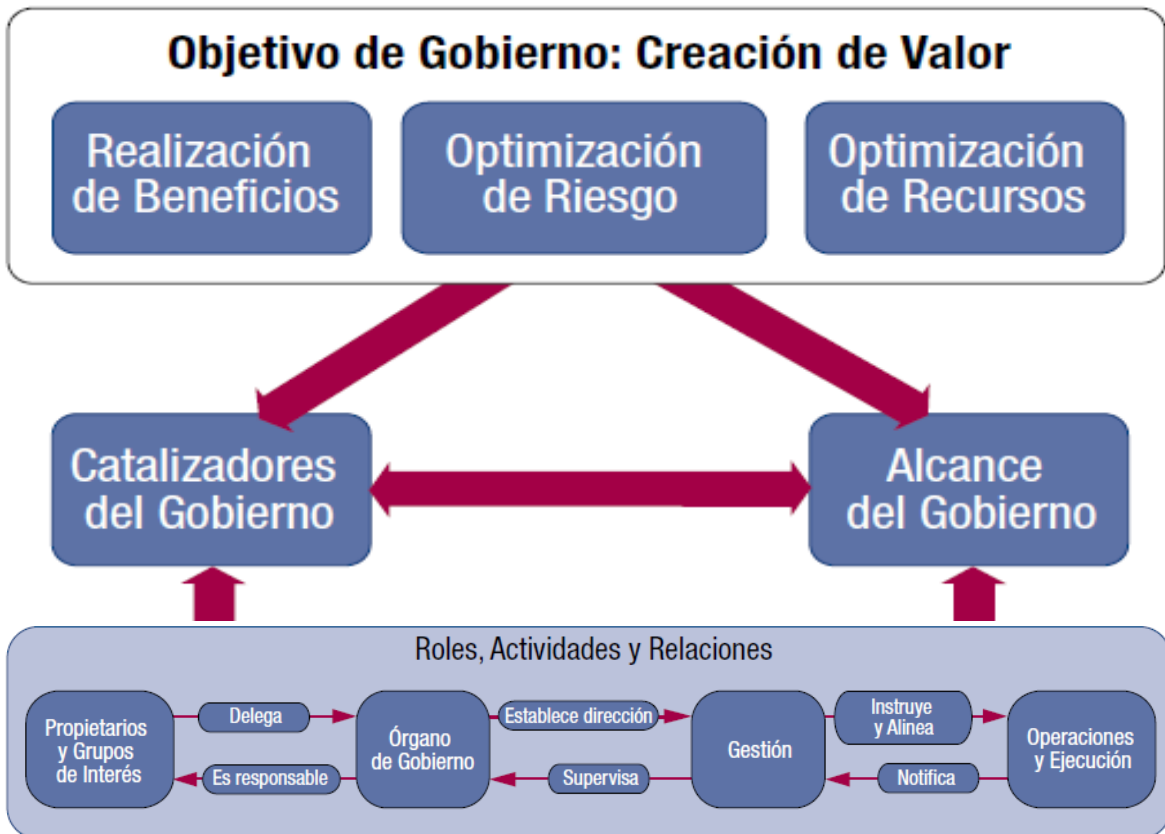 Objetivo de Gobierno: Creación de Valor
Realización
de Beneficios
Optimización
de Riesgo
Optimización
de Recursos
Catalizadores
del Gobierno
Alcance
del Gobierno
Roles, Actividades y Relaciones
Propietarios
y Grupos
de Interés
Delega
Es responsable
Órgano
de Gobierno
Establece dirección
Supervisa
Gestión
Instruye
y Alinea
Notifica
Operaciones
y Ejecución